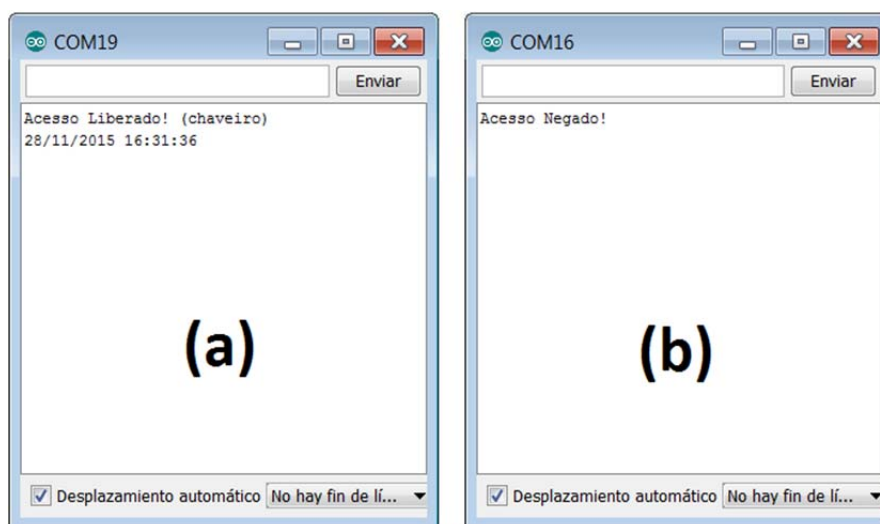 COM19
Enviar
Acesso Liberado! (chaveiro)
28/11/2015 16:31:36
(a)
Desplazamiento automático No hay fin de lí...
COM16
Enviar
Acesso Negado!
(b)
Desplazamiento automático No hay fin de lí...